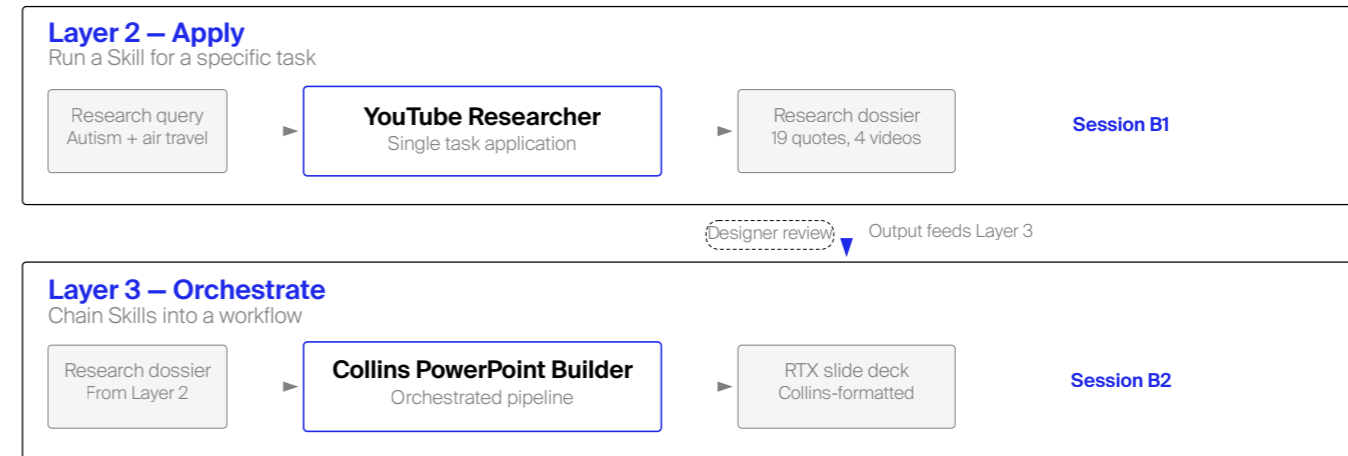 Layer 2 — Apply
Run a Skill for a specific task
Research query
Autism + air travel
YouTube Researcher
Single task application
Research dossier
19 quotes, 4 videos
Session B1
Designer review
Output feeds Layer 3
Layer 3 — Orchestrate
Chain Skills into a workflow
Research dossier
From Layer 2
Collins PowerPoint Builder
Orchestrated pipeline
RTX slide deck
Collins-formatted
Session B2